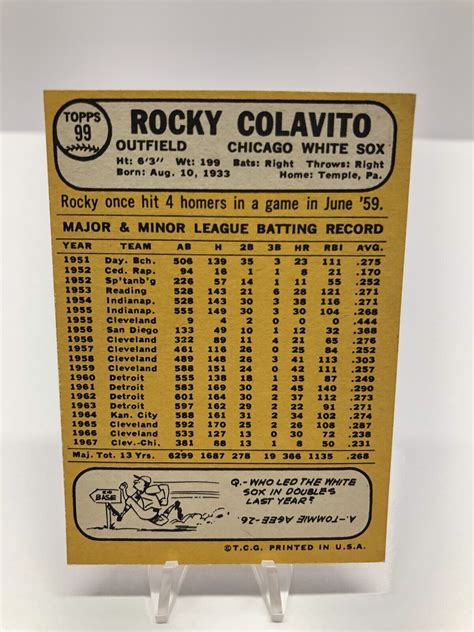 TOPPS
99
ROCKY COLAVITO
OUTFIELD CHICAGO WHITE SOX
Ht: 6'3" Wt: 199 Bats: Right Throws: Right
Born: Aug. 10, 1933 Home: Temple, Pa.
Rocky once hit 4 homers in a game in June '59.
MAJOR & MINOR LEAGUE BATTING RECORD
YEAR TEAM AB H 2B 3B HR RBI AVG.
1951 Day. Bch. 506 139 35 3 23 111 .275
1952 Ced. Rap. 94 16 1 1 8 21 .170
1952 Sp'tanb'g 226 57 14 1 11 55 .252
1953 Reading 528 143 21 6 28 121 .271
1954 Indianap. 536 145 24 4 38 116 .271
1955 Indianap. 555 149 30 3 30 104 .268
1955 Cleveland 9 4 2 0 0 0 .444
1956 San Diego 133 49 10 1 12 32 .368
1956 Cleveland 322 89 11 4 21 65 .276
1957 Cleveland 461 116 26 0 25 84 .252
1958 Cleveland 489 148 26 3 41 113 .303
1959 Cleveland 588 151 24 0 42 111 .257
1960 Detroit 555 138 18 1 35 87 .249
1961 Detroit 583 169 30 2 45 140 .290
1962 Detroit 601 164 30 2 37 112 .273
1963 Detroit 597 162 29 2 22 91 .271
1964 Kan. City 588 161 31 2 34 102 .274
1965 Cleveland 592 170 25 2 26 108 .287
1966 Cleveland 533 127 13 0 30 72 .238
1967 Clev.-Chi. 381 88 13 1 8 50 .231
Maj. Tot. 13 Yrs. 6299 1687 278 19 366 1135 .268
2ND BASE
Q.-WHO LED THE WHITE
SOX IN DOUBLES
LAST YEAR?
A.-TOMMIE AGEE-26.
©T.C.G. PRINTED IN U.S.A.